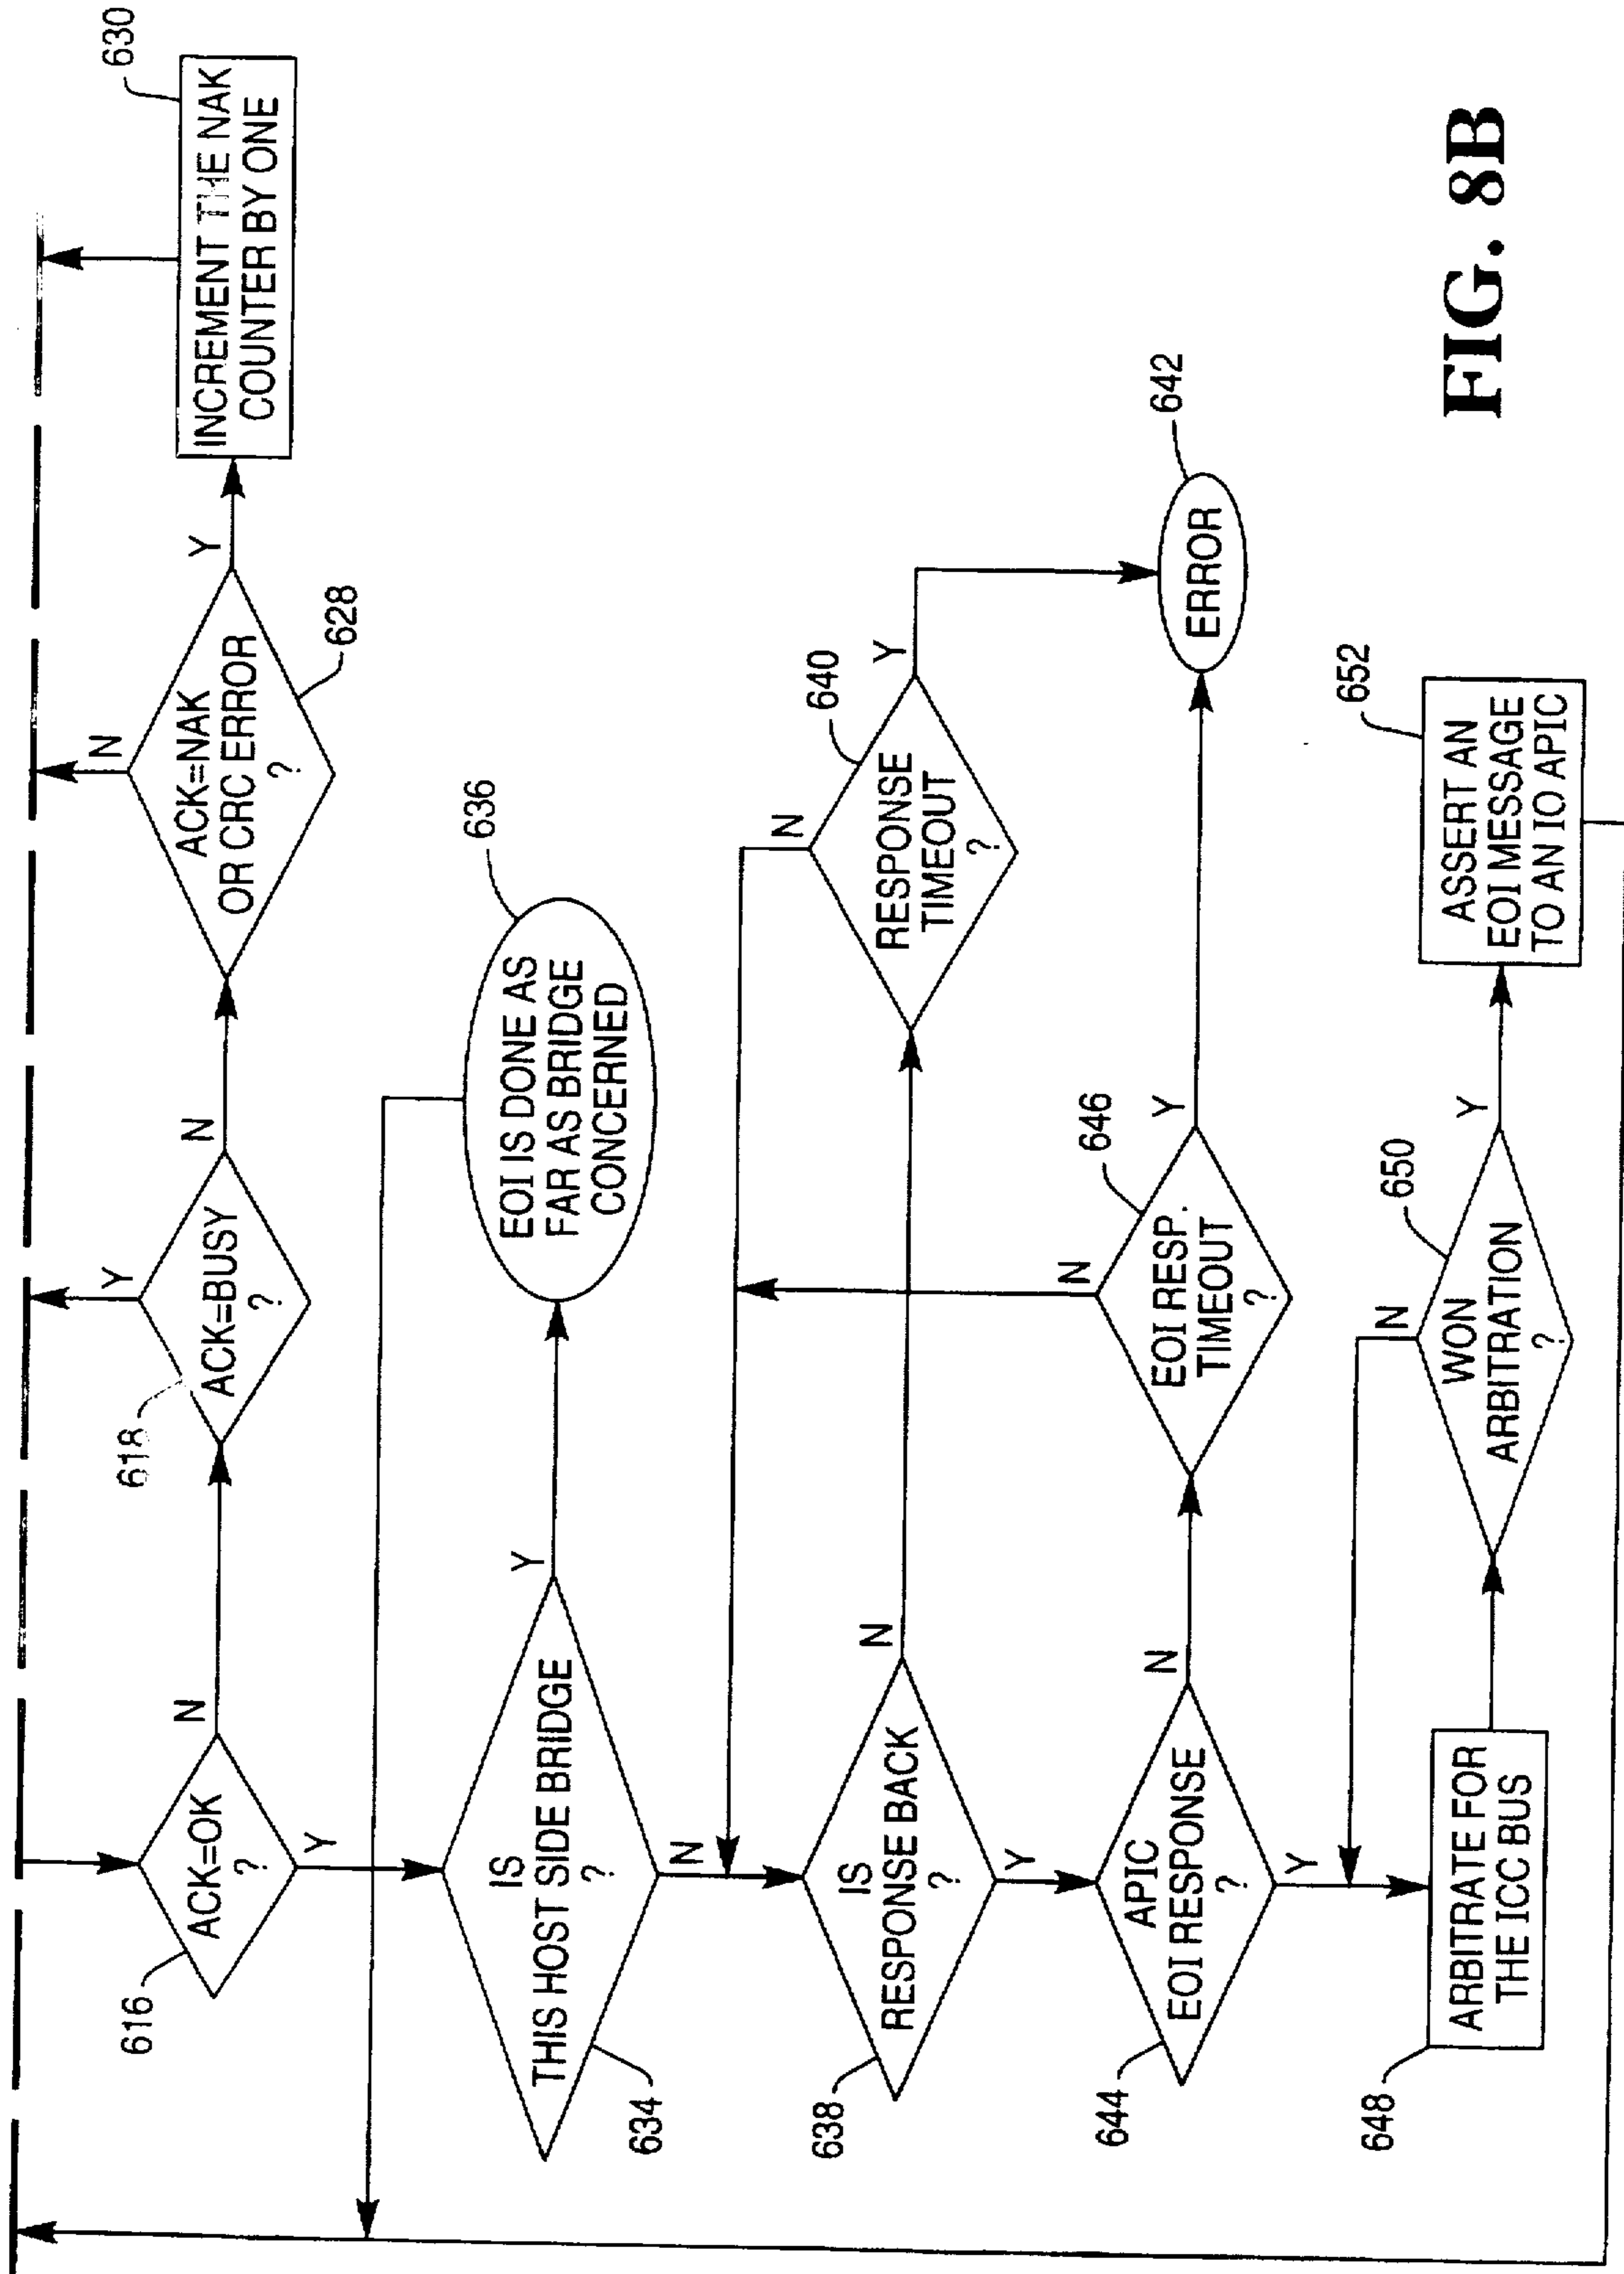 630
INCREMENT THE NAK
COUNTER BY ONE
Y
ACK=NAK
OR CRC ERROR
?
628
N
N
ACK=BUSY
?
618
Y
N
ACK=OK
?
616
Y
636
EOI IS DONE AS
FAR AS BRIDGE
CONCERNED
Y
IS
THIS HOST SIDE BRIDGE
?
634
N
640
RESPONSE
TIMEOUT
?
Y
N
N
IS
RESPONSE BACK
?
638
Y
642
ERROR
646
EOI RESP.
TIMEOUT
?
Y
N
N
APIC
EOI RESPONSE
?
644
Y
652
ASSERT AN
EOI MESSAGE
TO AN IO APIC
650
WON
ARBITRATION
?
Y
N
648
ARBITRATE FOR
THE ICC BUS
FIG. 8B